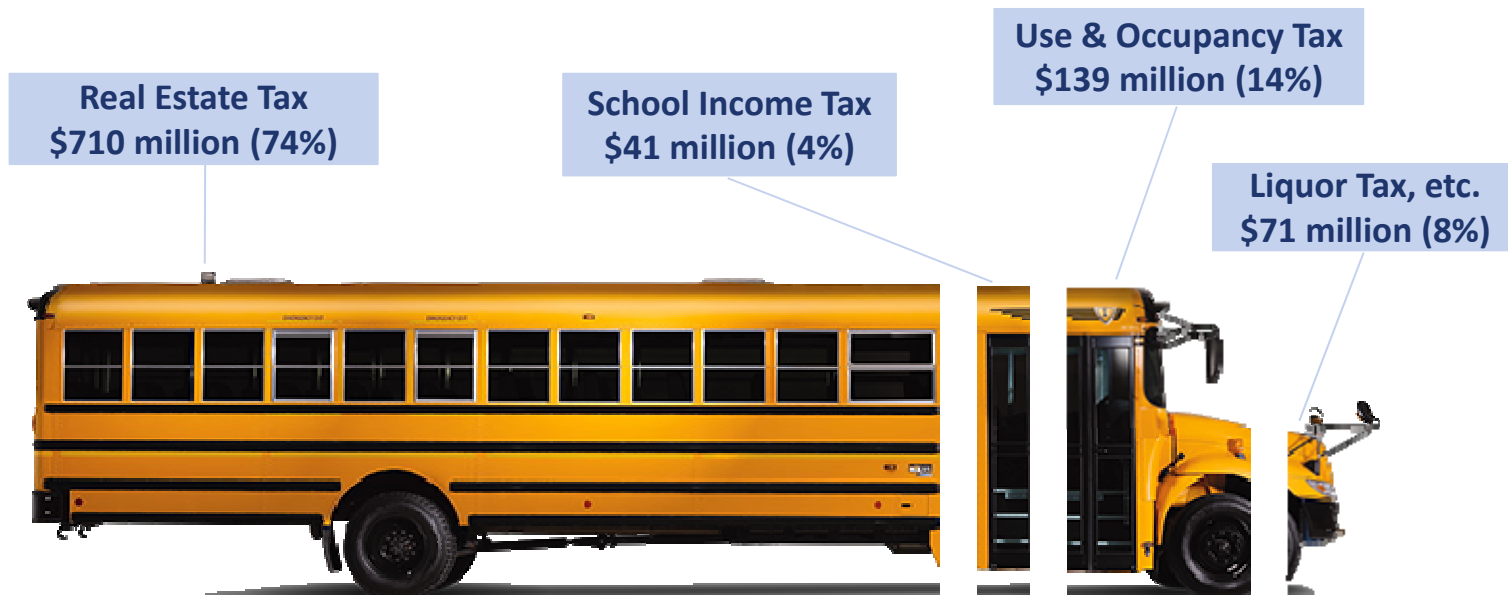 Real Estate Tax
$710 million (74%)
School Income Tax
$41 million (4%)
Use & Occupancy Tax
$139 million (14%)
Liquor Tax, etc.
$71 million (8%)